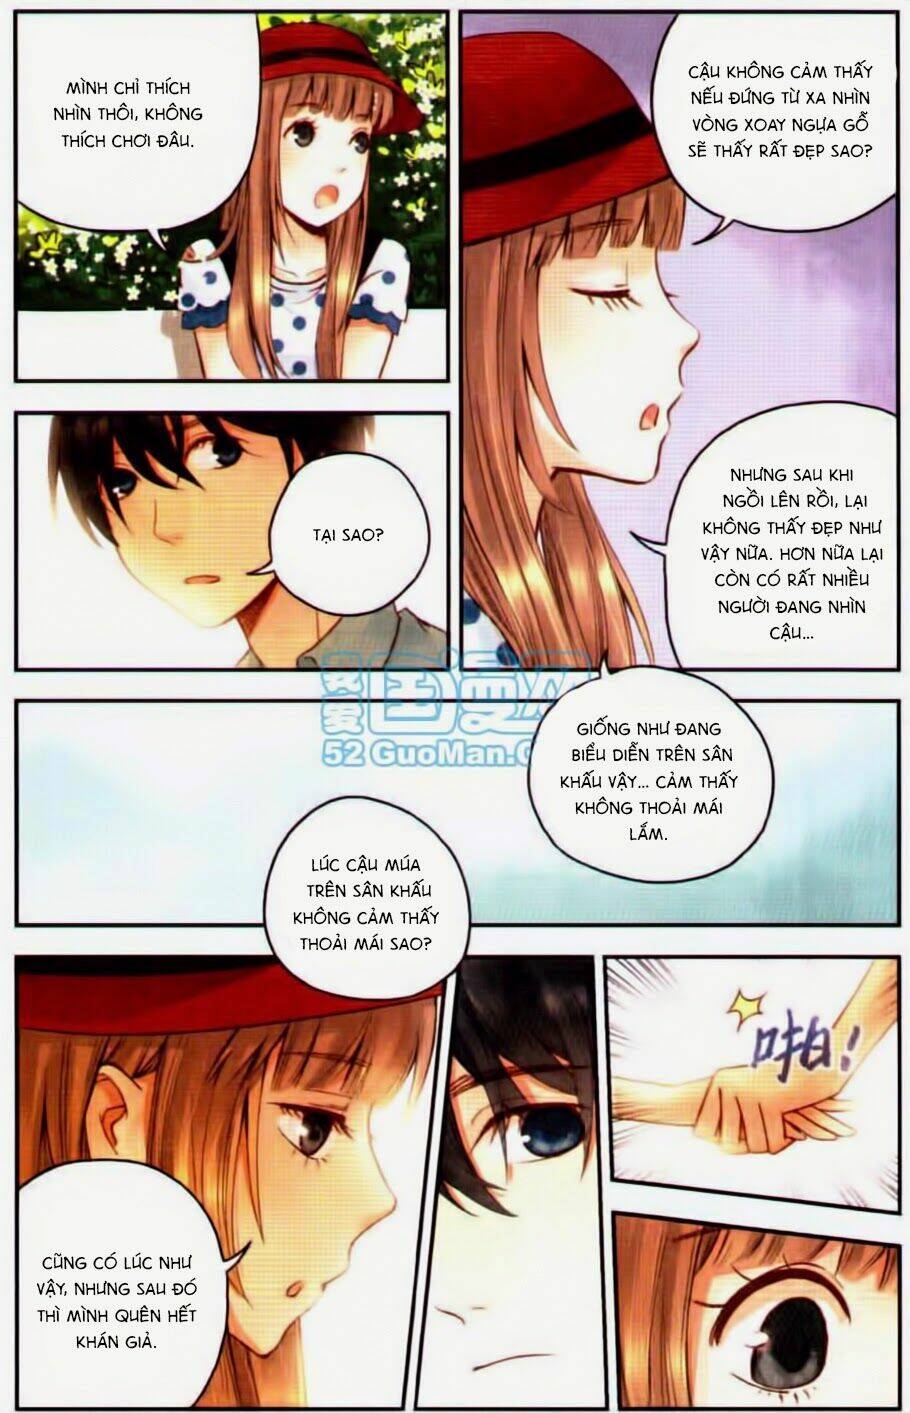 MÌNH CHỈ THÍCH
NHÌN THÔI, KHÔNG
THÍCH CHƠI ĐÂU.
TẠI SAO?
CẬU KHÔNG CẢM THẤY
NẾU ĐỨNG TỪ XA NHÌN
VÒNG XOAY NGỰA GỖ
SẼ THẤY RẤT ĐẸP SAO?
NHƯNG SAU KHI
NGỒI LÊN RỒI, LẠI
KHÔNG THẤY ĐẸP NHƯ
VẬY NỮA. HƠN NỮA LẠI
CÒN CÓ RẤT NHIỀU
NGƯỜI ĐANG NHÌN
CẬU...
我爱
国漫网
52 GuoMan.C
GIỐNG NHƯ ĐANG
BIỂU DIỄN TRÊN SÂN
KHẤU VẬY... CẢM THẤY
KHÔNG THOẢI MÁI
LẮM.
LÚC CẬU MÚA
TRÊN SÂN KHẤU
KHÔNG CẢM THẤY
THOẢI MÁI SAO?
CŨNG CÓ LÚC NHƯ
VẬY, NHƯNG SAU ĐÓ
THÌ MÌNH QUÊN HẾT
KHÁN GIẢ.
啪!